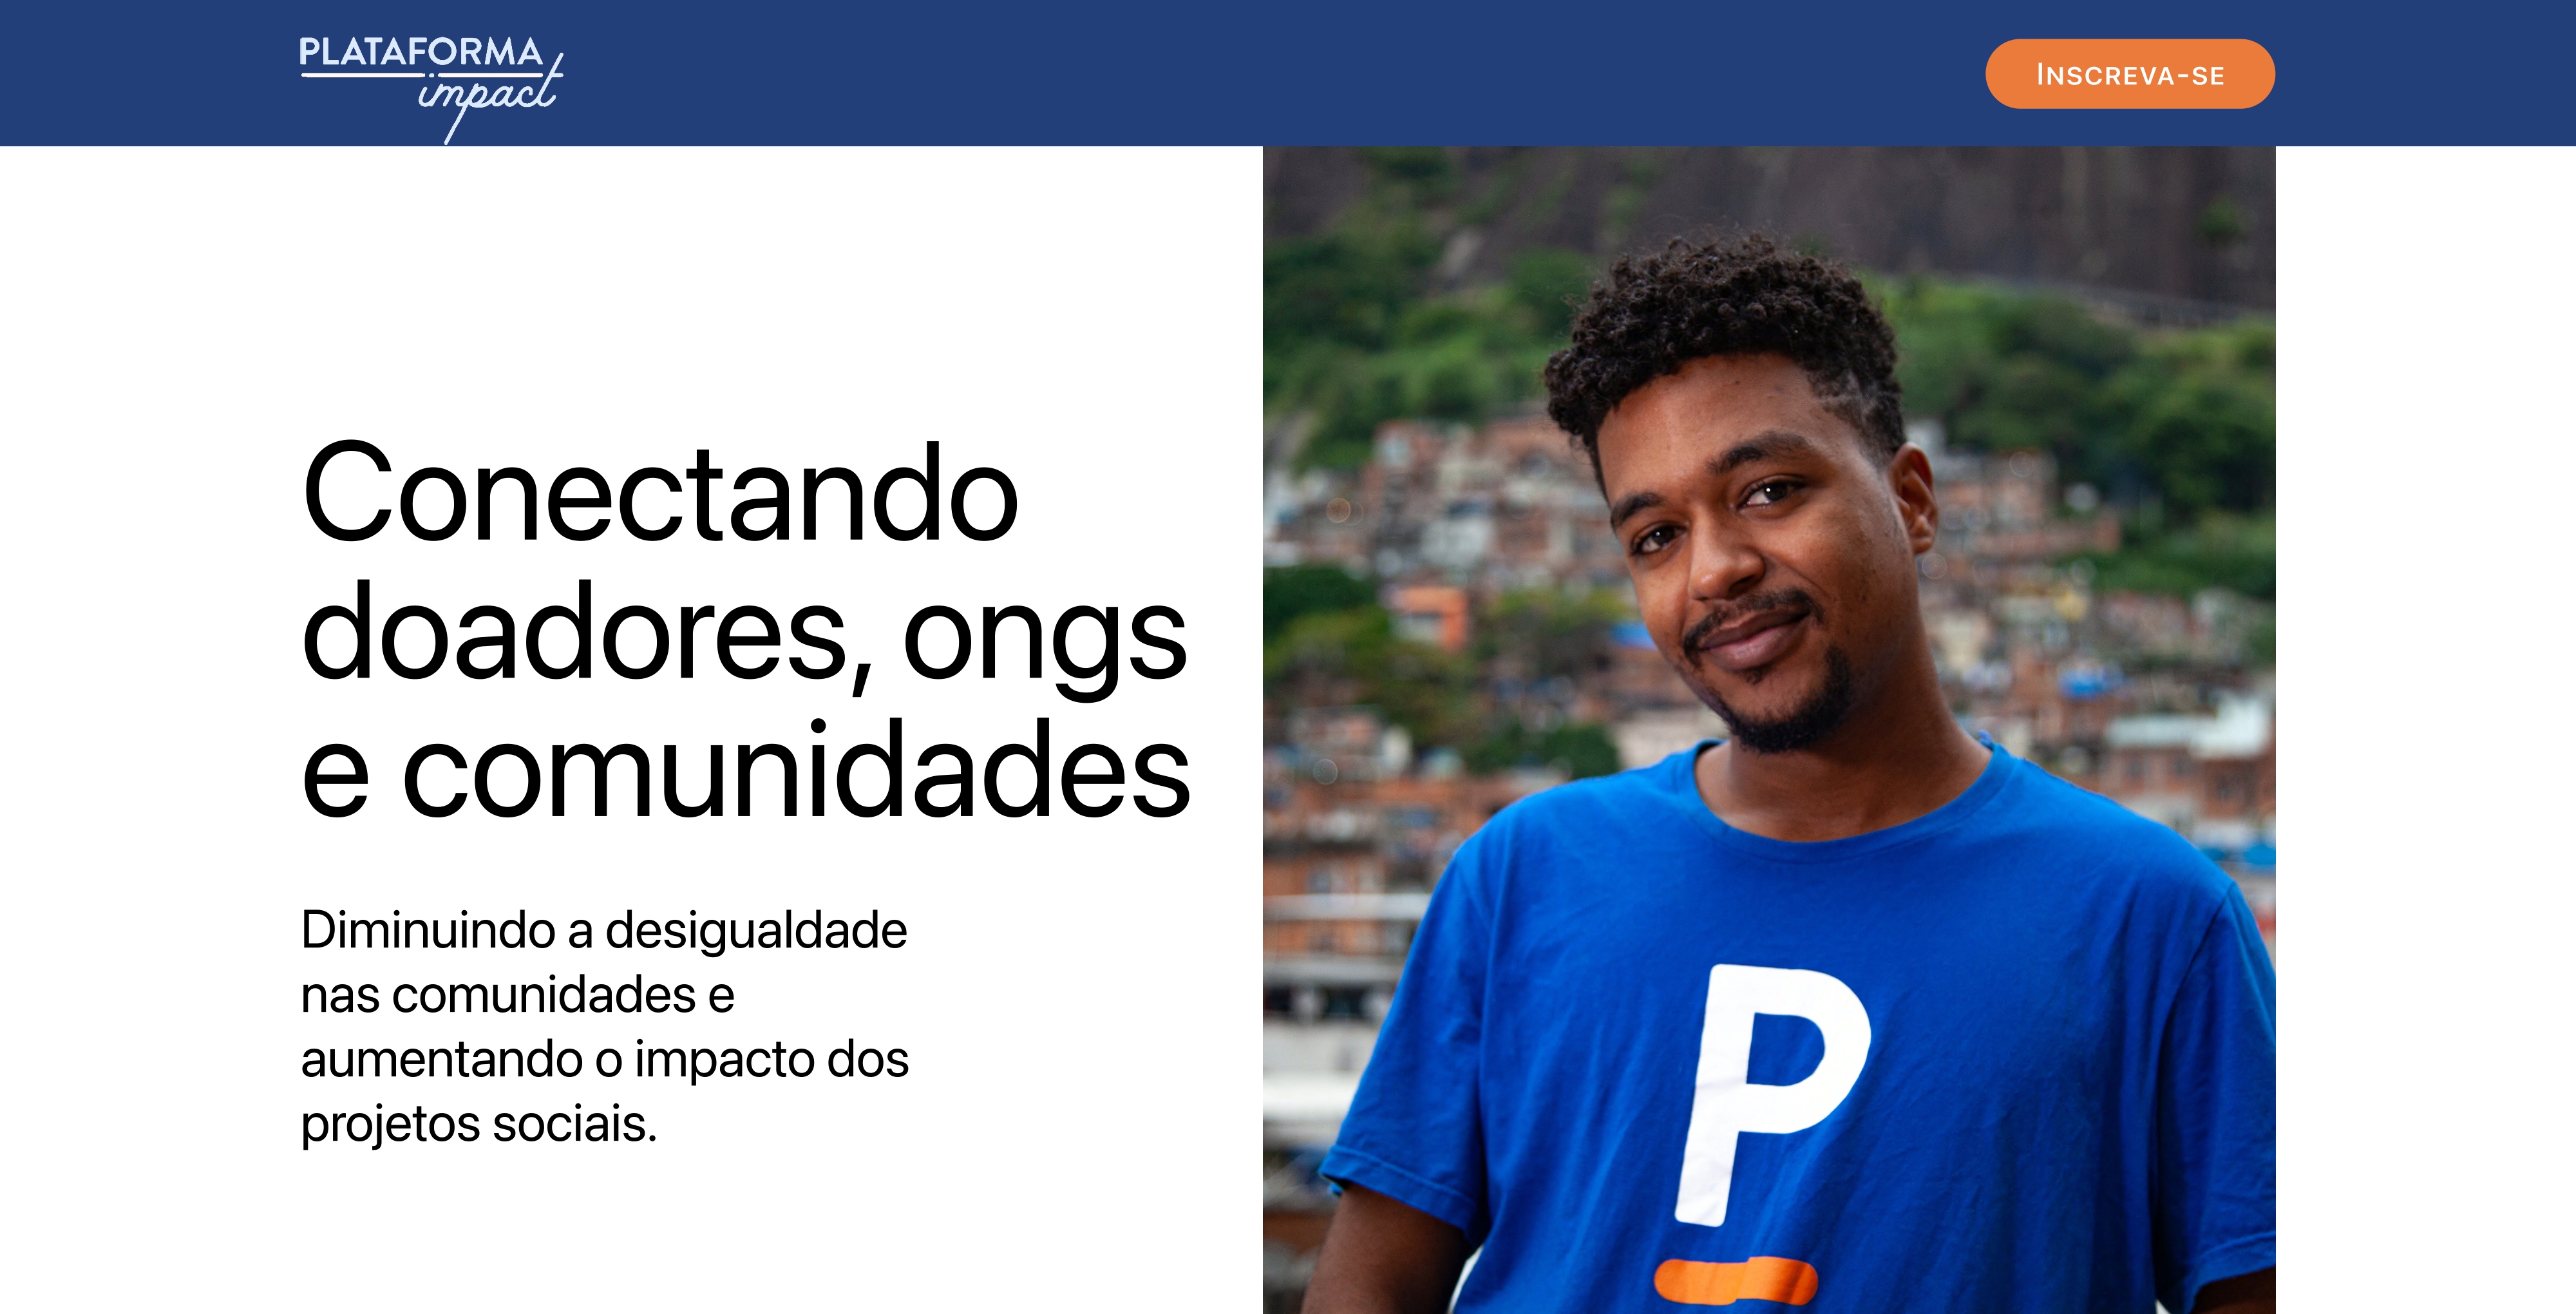 PLATAFORMA
impact
Inscreva-se
Conectando
doadores, ongs
e comunidades
Diminuindo a desigualdade
nas comunidades e
aumentando o impacto dos
projetos sociais.
P